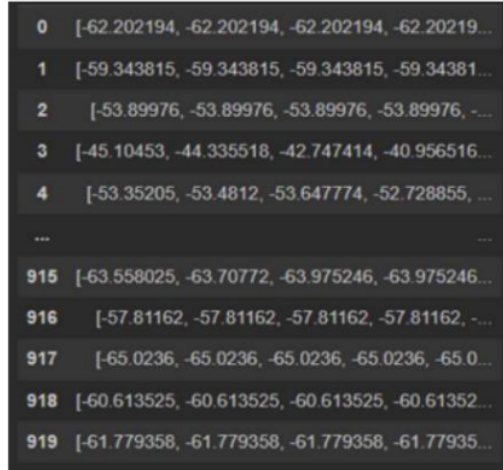 0 [-62.202194, -62.202194, -62.202194, -62.20219...
1 [-59.343815, -59.343815, -59.343815, -59.34381...
2 [-53.89976, -53.89976, -53.89976, -53.89976, -...
3 [-45.10453, -44.335518, -42.747414, -40.956516...
4 [-53.35205, -53.4812, -53.647774, -52.728855, ...
... ...
915 [-63.558025, -63.70772, -63.975246, -63.975246...
916 [-57.81162, -57.81162, -57.81162, -57.81162, -...
917 [-65.0236, -65.0236, -65.0236, -65.0236, -65.0...
918 [-60.613525, -60.613525, -60.613525, -60.61352...
919 [-61.779358, -61.779358, -61.779358, -61.77935...